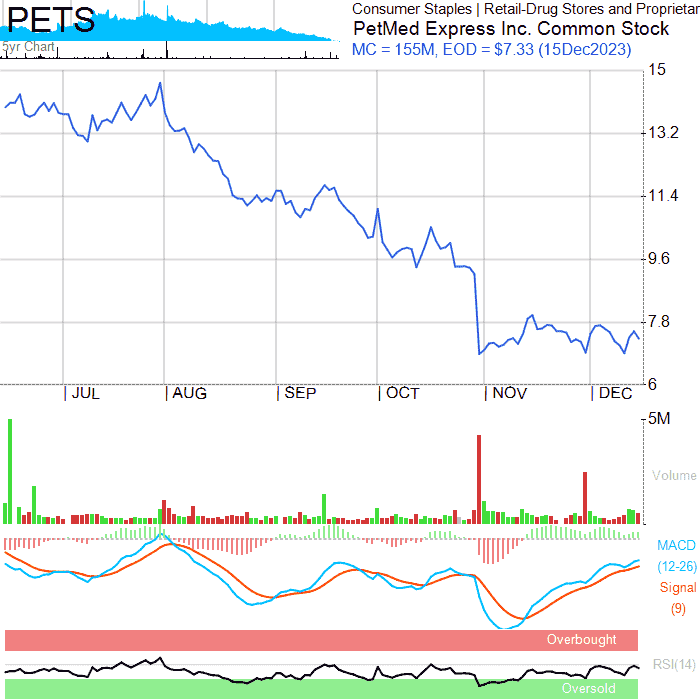 PETS
5yr Chart
Consumer Staples | Retail-Drug Stores and Proprietar
PetMed Express Inc. Common Stock
MC = 155M, EOD = $7.33 (15Dec2023)
15
13.2
11.4
9.6
7.8
6
JUL AUG SEP OCT NOV DEC
5M
Volume
MACD
(12-26)
Signal
(9)
Overbought
RSI(14)
Oversold